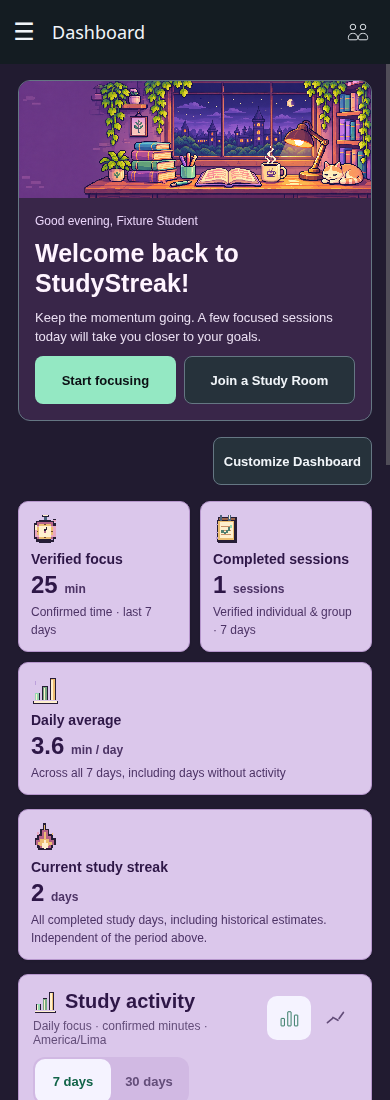 Dashboard
Good evening, Fixture Student
Welcome back to
StudyStreak!
Keep the momentum going. A few focused sessions
today will take you closer to your goals.
Start focusing
Join a Study Room
Customize Dashboard
Verified focus
25 min
Confirmed time · last 7
days
Completed sessions
1 sessions
Verified individual & group
· 7 days
Daily average
3.6 min / day
Across all 7 days, including days without activity
Current study streak
2 days
All completed study days, including historical estimates.
Independent of the period above.
Study activity
Daily focus · confirmed minutes ·
America/Lima
7 days
30 days